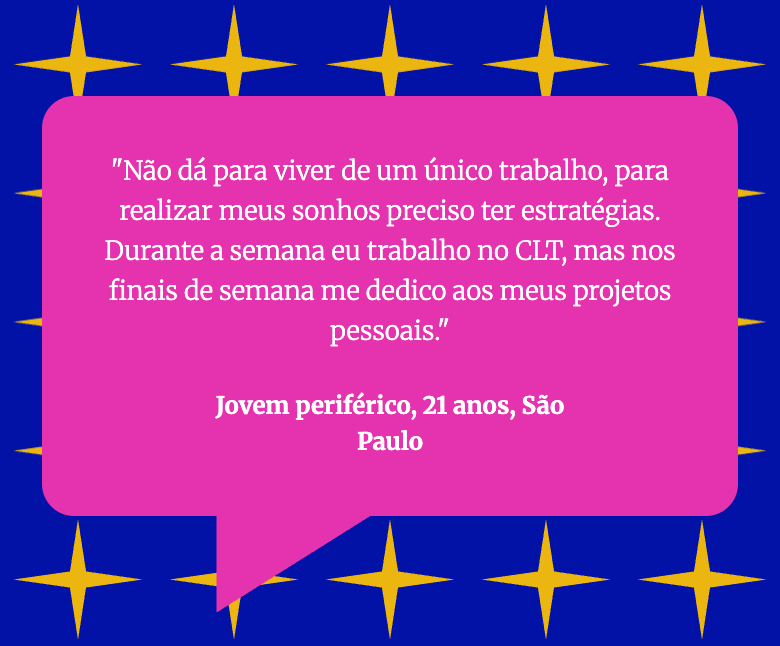 "Não dá para viver de um único trabalho, para
realizar meus sonhos preciso ter estratégias.
Durante a semana eu trabalho no CLT, mas nos
finais de semana me dedico aos meus projetos
pessoais."
Jovem periférico, 21 anos, São
Paulo